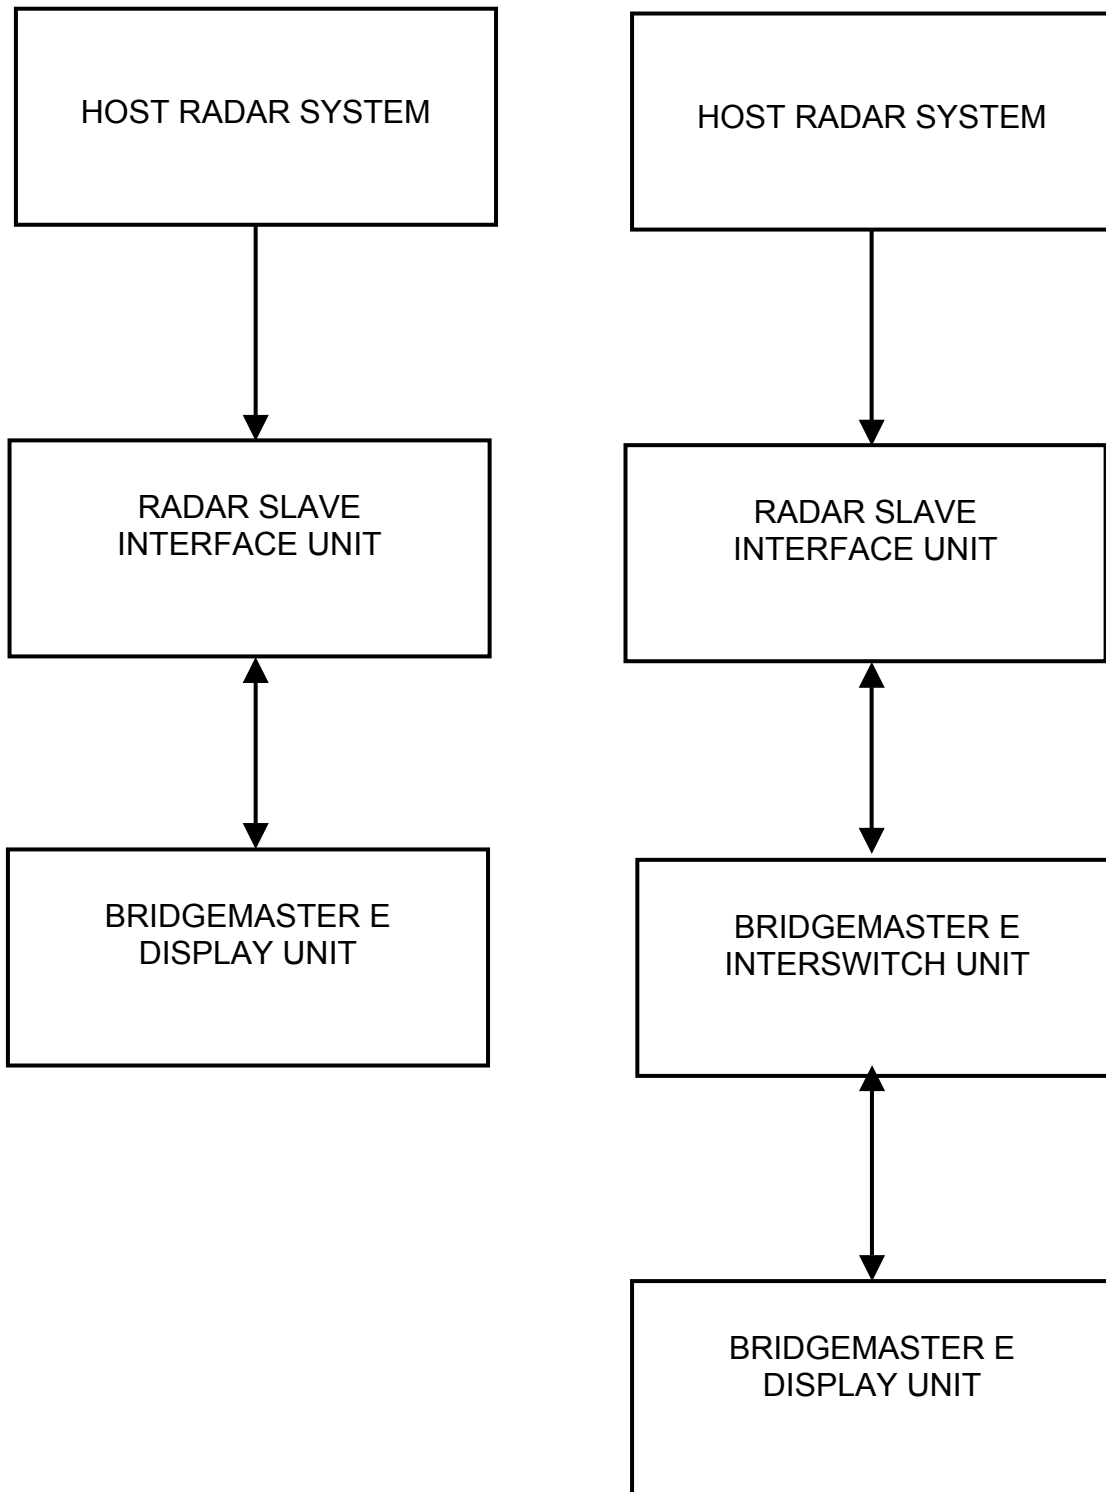 HOST RADAR SYSTEM
RADAR SLAVE
INTERFACE UNIT
BRIDGEMASTER E
DISPLAY UNIT
HOST RADAR SYSTEM
RADAR SLAVE
INTERFACE UNIT
BRIDGEMASTER E
INTERSWITCH UNIT
BRIDGEMASTER E
DISPLAY UNIT